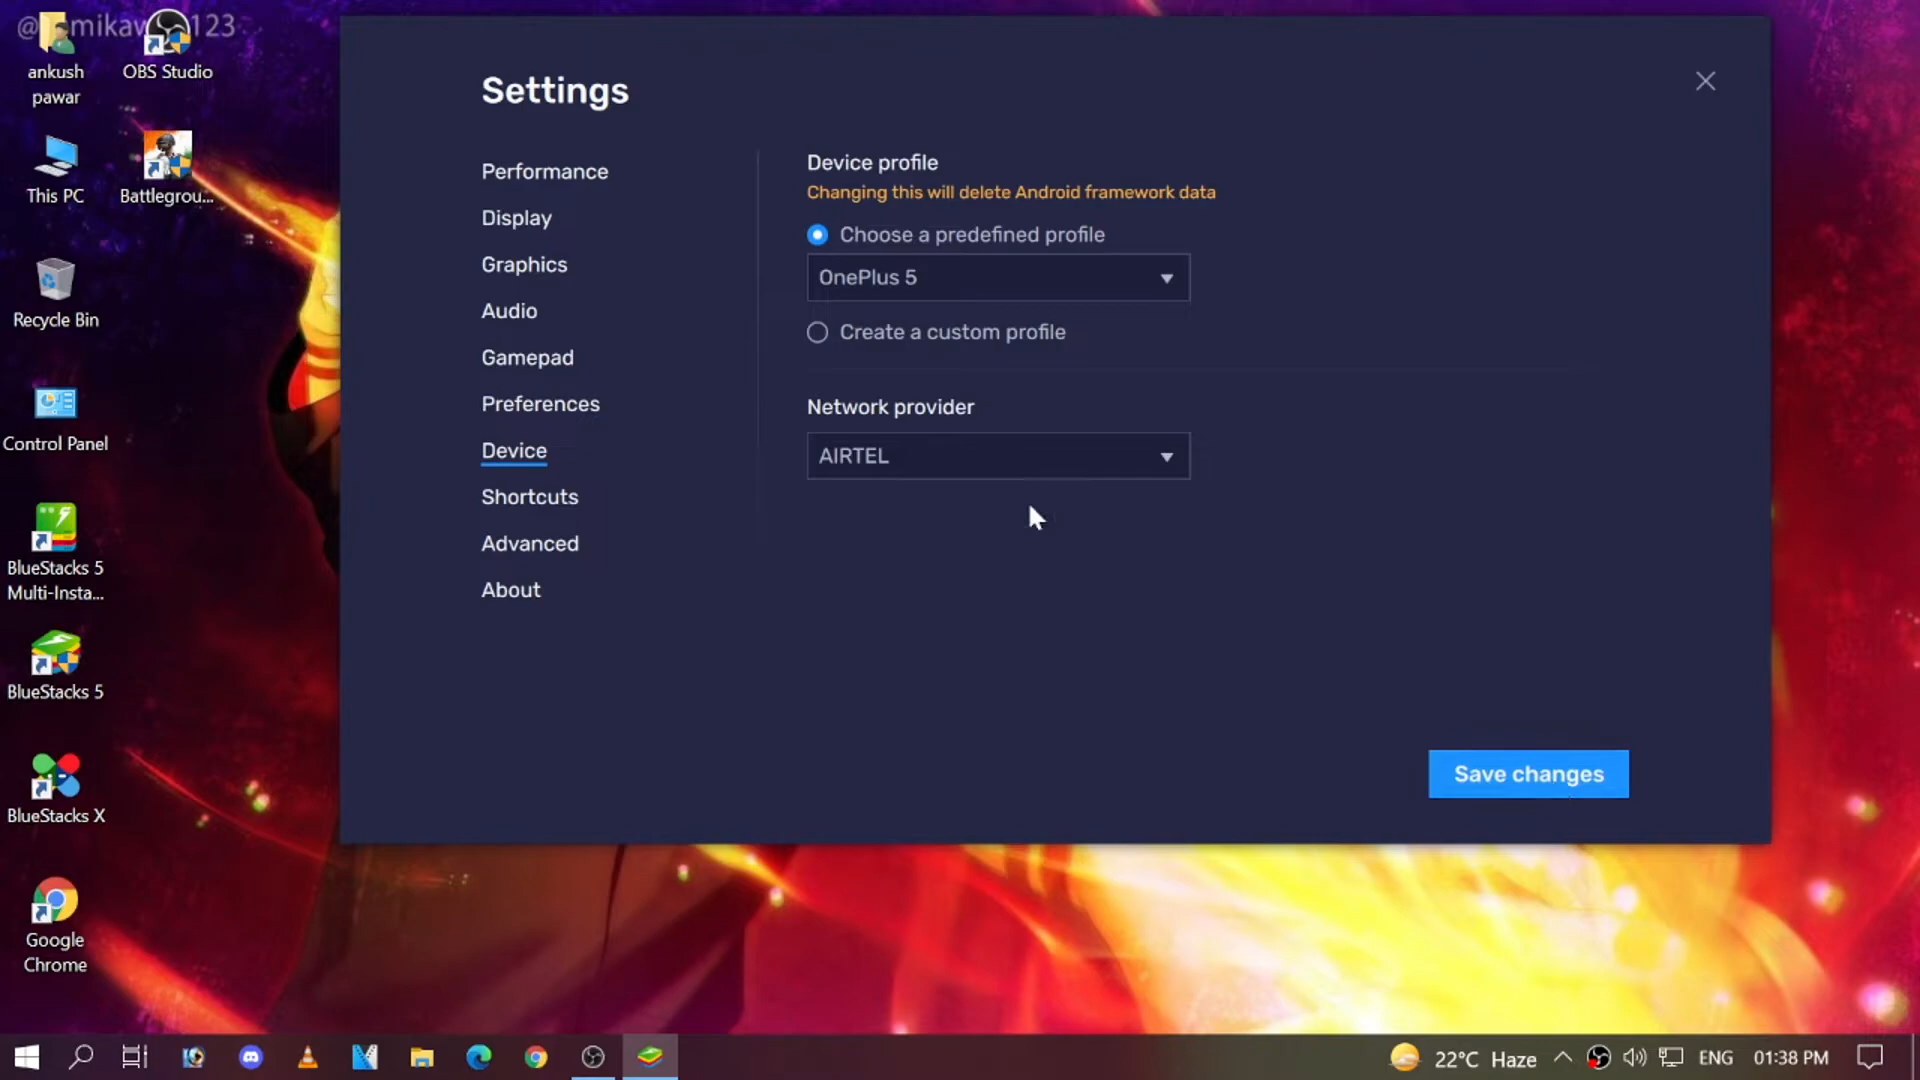 ankush
pawar
OBS Studio
This PC
Battlegrou...
Recycle Bin
Control Panel
BlueStacks 5
Multi-Insta...
BlueStacks 5
BlueStacks X
Google
Chrome
Settings
Performance
Display
Graphics
Audio
Gamepad
Preferences
Device
Shortcuts
Advanced
About
Device profile
Changing this will delete Android framework data
Choose a predefined profile
OnePlus 5
Create a custom profile
Network provider
AIRTEL
Save changes
22°C Haze
ENG
01:38 PM